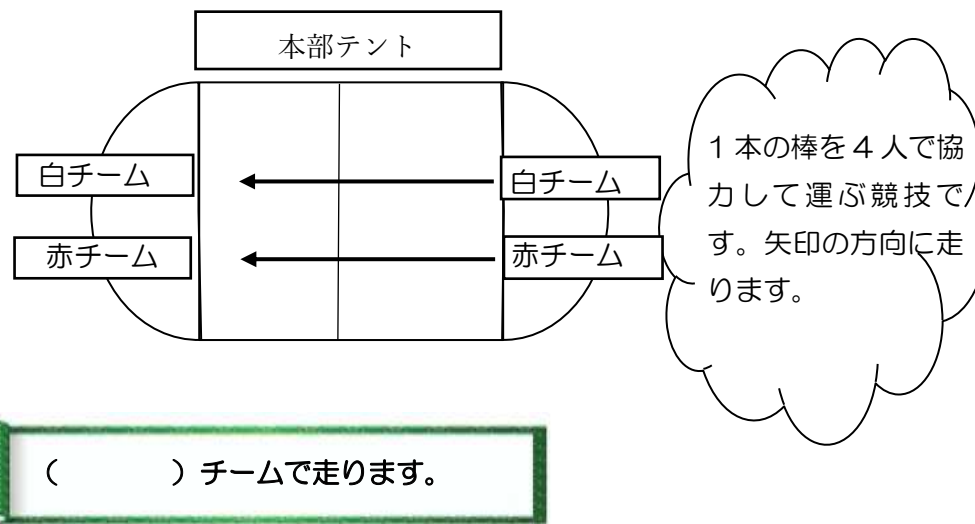 本部テント
白チーム
白チーム
赤チーム
赤チーム
１本の棒を４人で協
力して運ぶ競技で
す。矢印の方向に走
ります。
（　　　　）チームで走ります。